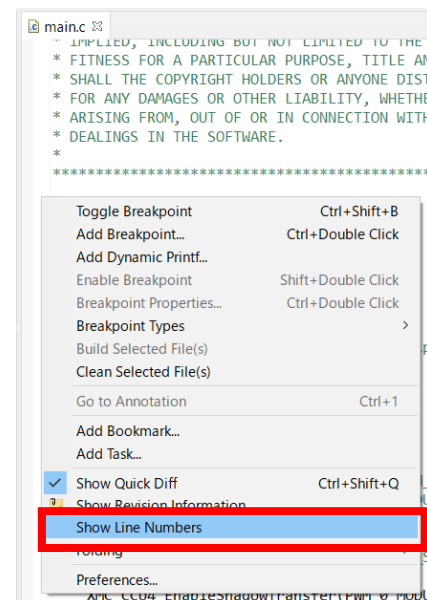 main.c
* IMPLIED, INCLUDING BUT NOT LIMITED TO THE
* FITNESS FOR A PARTICULAR PURPOSE, TITLE AN
* SHALL THE COPYRIGHT HOLDERS OR ANYONE DIST
* FOR ANY DAMAGES OR OTHER LIABILITY, WHETHE
* ARISING FROM, OUT OF OR IN CONNECTION WITH
* DEALINGS IN THE SOFTWARE.
*
*******************************************
Toggle Breakpoint Ctrl+Shift+B
Add Breakpoint... Ctrl+Double Click
Add Dynamic Printf...
Enable Breakpoint Shift+Double Click
Breakpoint Properties... Ctrl+Double Click
Breakpoint Types >
Build Selected File(s)
Clean Selected File(s)
Go to Annotation Ctrl+1
Add Bookmark...
Add Task...
Show Quick Diff Ctrl+Shift+Q
Show Revision Information
Show Line Numbers
Folding
Preferences...
XMC_CCU4_EnableShadowTransfer(PWM_0_MODU